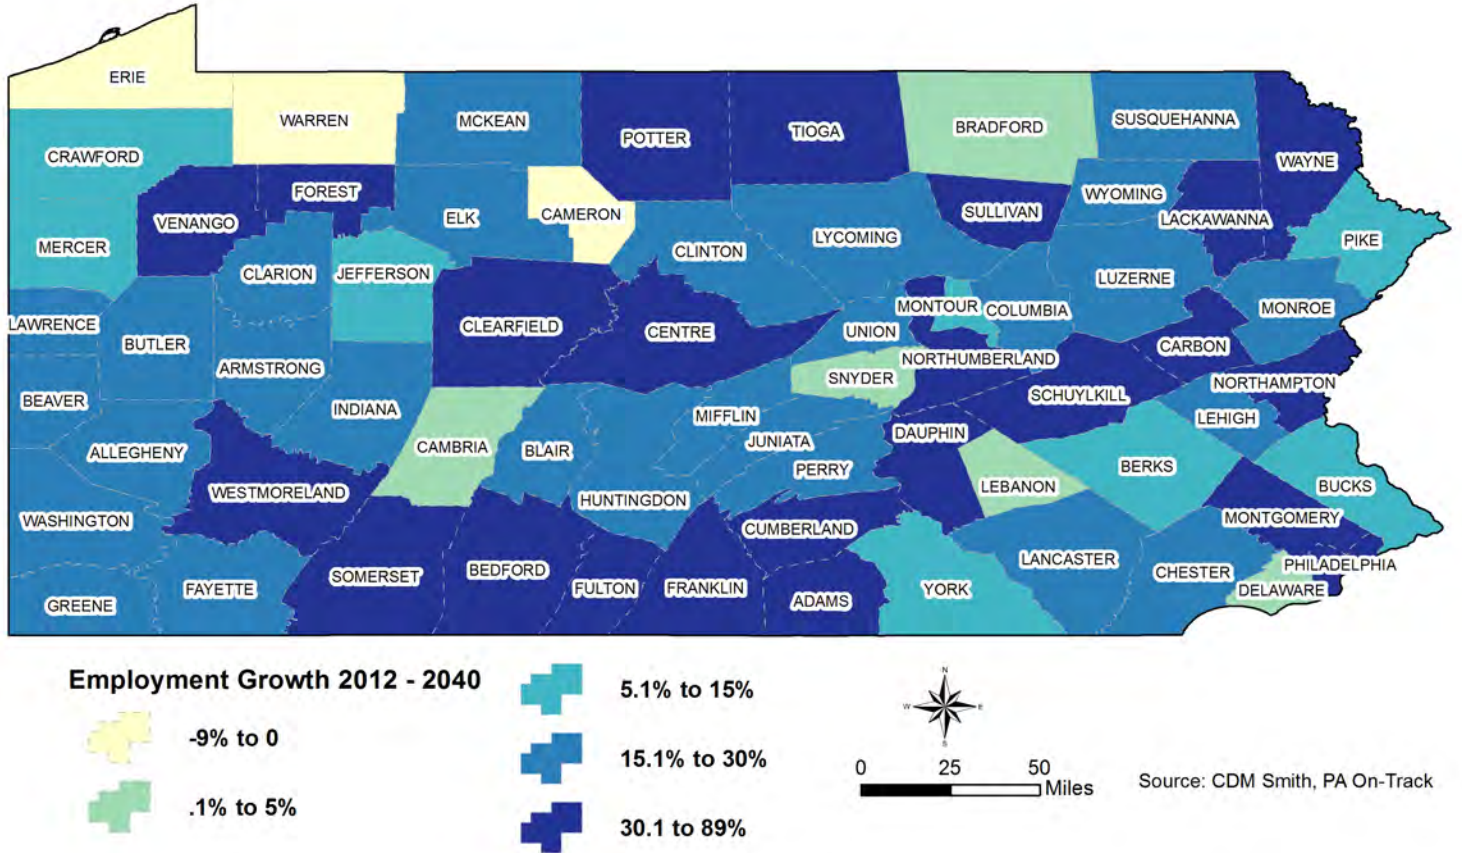 ERIE
WARREN
MCKEAN
POTTER
TIOGA
BRADFORD
SUSQUEHANNA
WAYNE
CRAWFORD
FOREST
VENANGO
ELK
CAMERON
SULLIVAN
WYOMING
LACKAWANNA
PIKE
MERCER
CLARION
JEFFERSON
CLINTON
LYCOMING
LUZERNE
MONROE
LAWRENCE
BUTLER
ARMSTRONG
CLEARFIELD
CENTRE
UNION
MONTOUR
COLUMBIA
CARBON
BEAVER
INDIANA
SNYDER
NORTHUMBERLAND
SCHUYLKILL
NORTHAMPTON
LEHIGH
ALLEGHENY
CAMBRIA
BLAIR
MIFFLIN
JUNIATA
PERRY
DAUPHIN
LEBANON
BERKS
BUCKS
WASHINGTON
WESTMORELAND
HUNTINGDON
CUMBERLAND
MONTGOMERY
GREENE
FAYETTE
SOMERSET
BEDFORD
FULTON
FRANKLIN
ADAMS
YORK
LANCASTER
CHESTER
PHILADELPHIA
DELAWARE
Employment Growth 2012 - 2040
-9% to 0
.1% to 5%
5.1% to 15%
15.1% to 30%
30.1 to 89%
N
W
E
S
0 25 50
Miles
Source: CDM Smith, PA On-Track